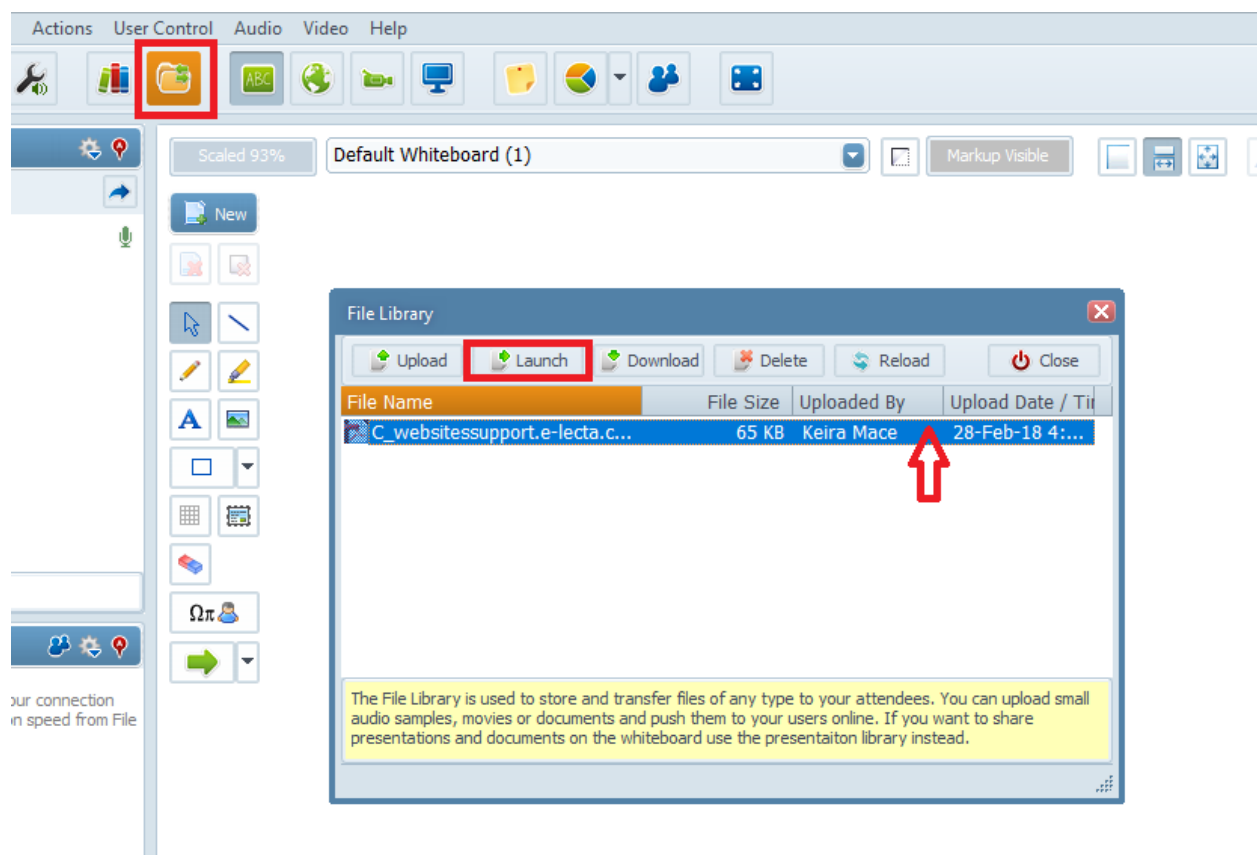 Actions User Control Audio Video Help
ABC
Scaled 93% Default Whiteboard (1) Markup Visible
New
File Library
Upload Launch Download Delete Reload Close
File Name File Size Uploaded By Upload Date / Ti
C_websitessupport.e-lecta.c... 65 KB Keira Mace 28-Feb-18 4:...
A
Ωπ
our connection
on speed from File
The File Library is used to store and transfer files of any type to your attendees. You can upload small
audio samples, movies or documents and push them to your users online. If you want to share
presentations and documents on the whiteboard use the presentaiton library instead.